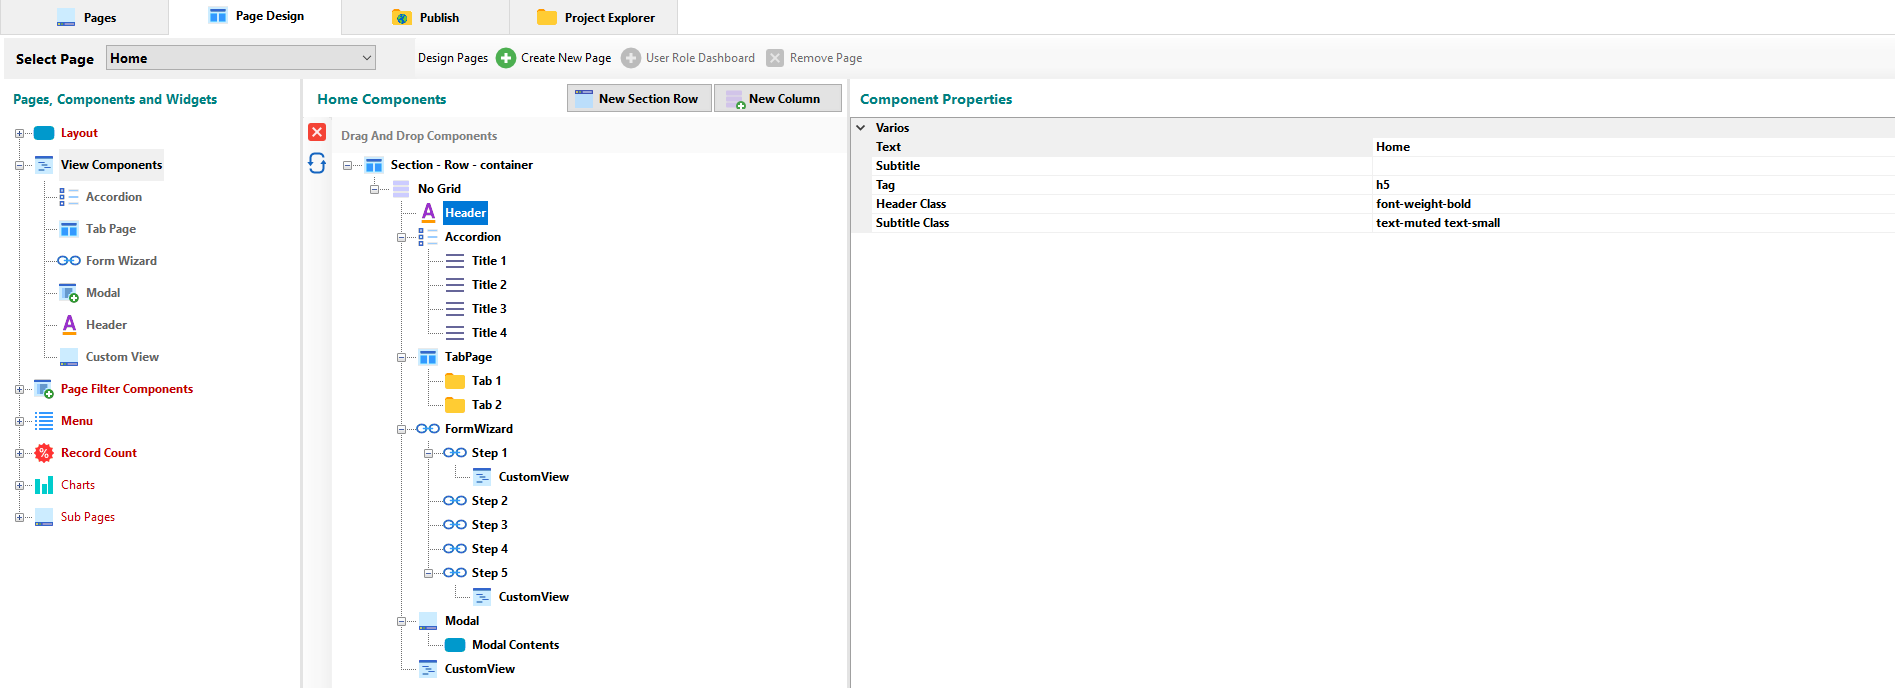 Pages
Page Design
Publish
Project Explorer
Select Page
Home
Design Pages
Create New Page
User Role Dashboard
Remove Page
Pages, Components and Widgets
Layout
View Components
Accordion
Tab Page
Form Wizard
Modal
Header
Custom View
Page Filter Components
Menu
Record Count
Charts
Sub Pages
Home Components
New Section Row
New Column
Drag And Drop Components
Section - Row - container
No Grid
Header
Accordion
Title 1
Title 2
Title 3
Title 4
TabPage
Tab 1
Tab 2
FormWizard
Step 1
CustomView
Step 2
Step 3
Step 4
Step 5
CustomView
Modal
Modal Contents
CustomView
Component Properties
Varios
Text Home
Subtitle
Tag h5
Header Class font-weight-bold
Subtitle Class text-muted text-small